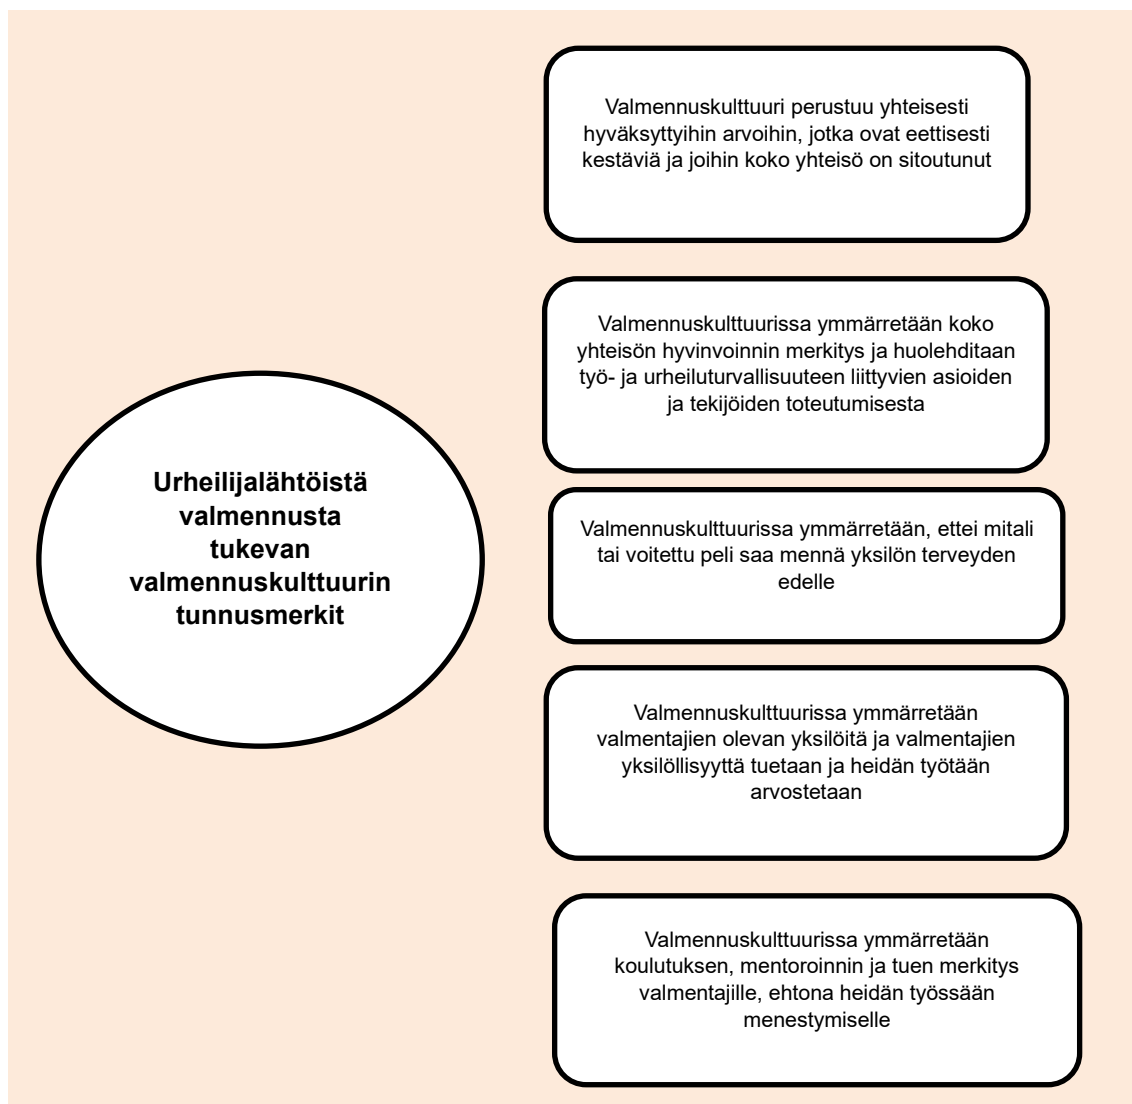 Valmennuskulttuuri perustuu yhteisesti
hyväksyttyihin arvoihin, jotka ovat eettisesti
kestäviä ja joihin koko yhteisö on sitoutunut
Valmennuskulttuurissa ymmärretään koko
yhteisön hyvinvoinnin merkitys ja huolehditaan
työ- ja urheiluturvallisuuteen liittyvien asioiden
ja tekijöiden toteutumisesta
Urheilijalähtöistä
valmennusta
tukevan
valmennuskulttuurin
tunnusmerkit
Valmennuskulttuurissa ymmärretään, ettei mitali
tai voitettu peli saa mennä yksilön terveyden
edelle
Valmennuskulttuurissa ymmärretään
valmentajien olevan yksilöitä ja valmentajien
yksilöllisyyttä tuetaan ja heidän työtään
arvostetaan
Valmennuskulttuurissa ymmärretään
koulutuksen, mentoroinnin ja tuen merkitys
valmentajille, ehtona heidän työssään
menestymiselle